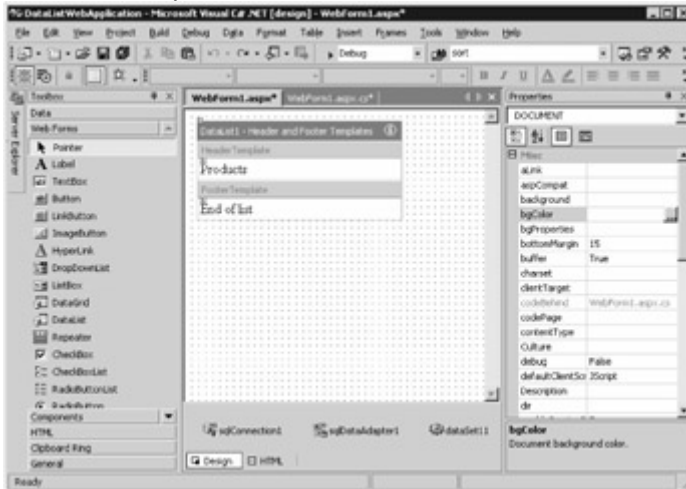 DataListWebApplication - Microsoft Visual C# .NET [design] - WebForm1.aspx*
File Edit View Project Build Debug Data Format Table Insert Frames Tools Window Help
Debug
sort
Toolbox
WebForm1.aspx* WebForm1.aspx.cs*
Properties
Server Explorer
Data
Web Forms
Pointer
Label
TextBox
Button
LinkButton
ImageButton
HyperLink
DropDownList
ListBox
DataGrid
DataList
Repeater
CheckBox
CheckBoxList
RadioButtonList
RadioButton
Components
HTML
Clipboard Ring
General
DataList1 - Header and Footer Templates
HeaderTemplate
Products
FooterTemplate
End of list
sqlConnection1 sqlDataAdapter1 dataSet11
Design HTML
DOCUMENT
Misc
aLink
aspCompat
background
bgColor
bgProperties
bottomMargin 15
buffer True
charset
clientTarget
codebehind WebForm1.aspx.cs
codePage
contentType
Culture
debug False
defaultClientScr JScript
Description
dir
bgColor
Document background color.
Ready